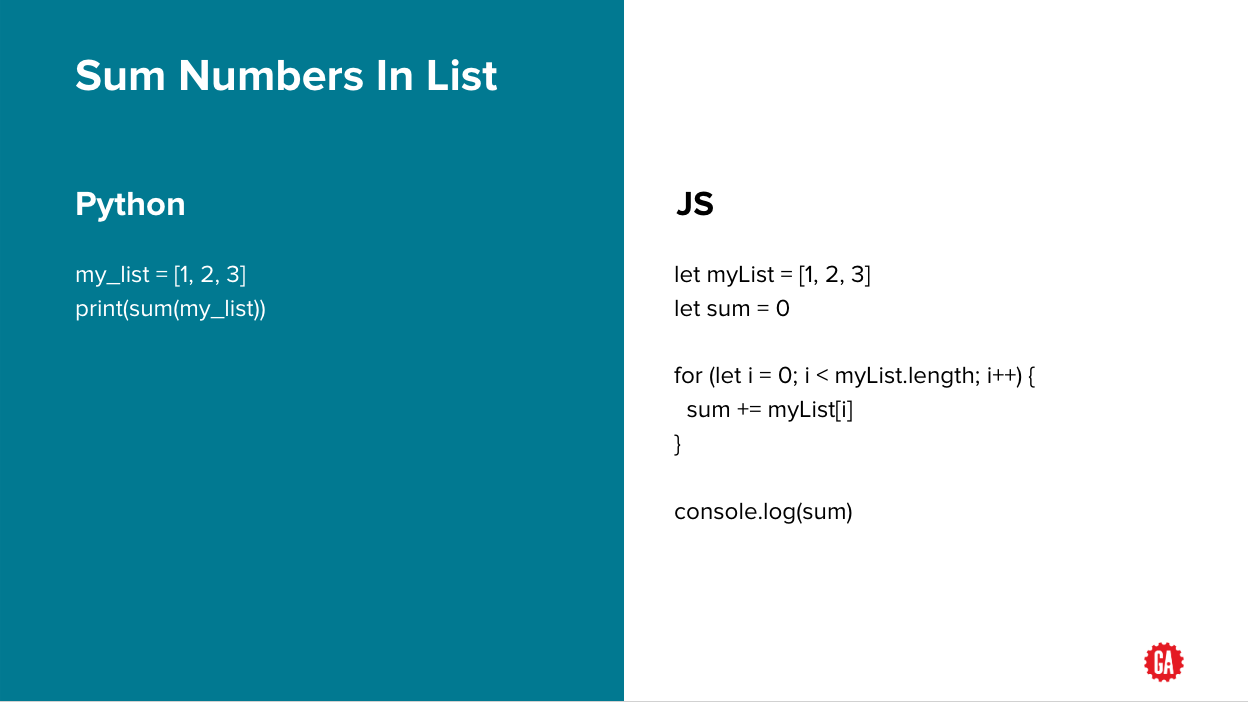 Sum Numbers In List
Python
my_list = [1, 2, 3]
print(sum(my_list))
JS
let myList = [1, 2, 3]
let sum = 0
for (let i = 0; i < myList.length; i++) {
  sum += myList[i]
}
console.log(sum)
GA